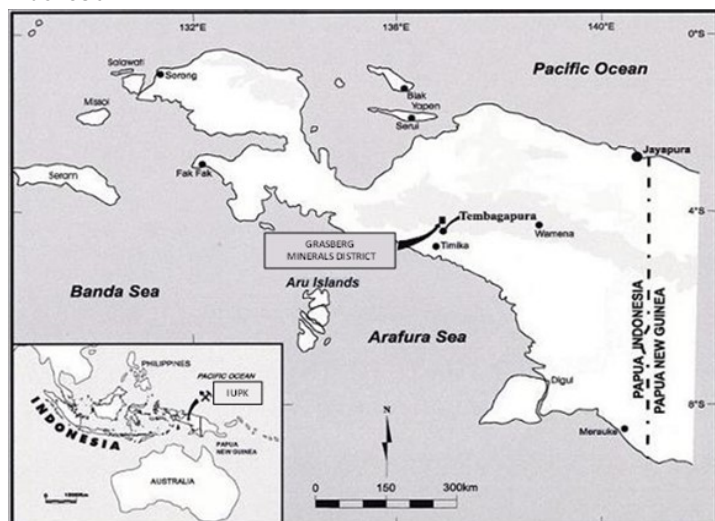 132°E
136°E
140°E
0°S
Salawati
Sorong
Pacific Ocean
Misool
Biak
Yapen
Serui
Jayapura
Seram
Fak Fak
4°S
Tembagapura
GRASBERG
MINERALS DISTRICT
Wamena
Timika
Aru Islands
Banda Sea
Arafura Sea
PAPUA, INDONESIA
PAPUA NEW GUINEA
Digul
8°S
Merauke
N
0
150
300km
PHILIPPINES
PACIFIC OCEAN
IUPK
INDONESIA
PAPUA
NEW GUINEA
AUSTRALIA